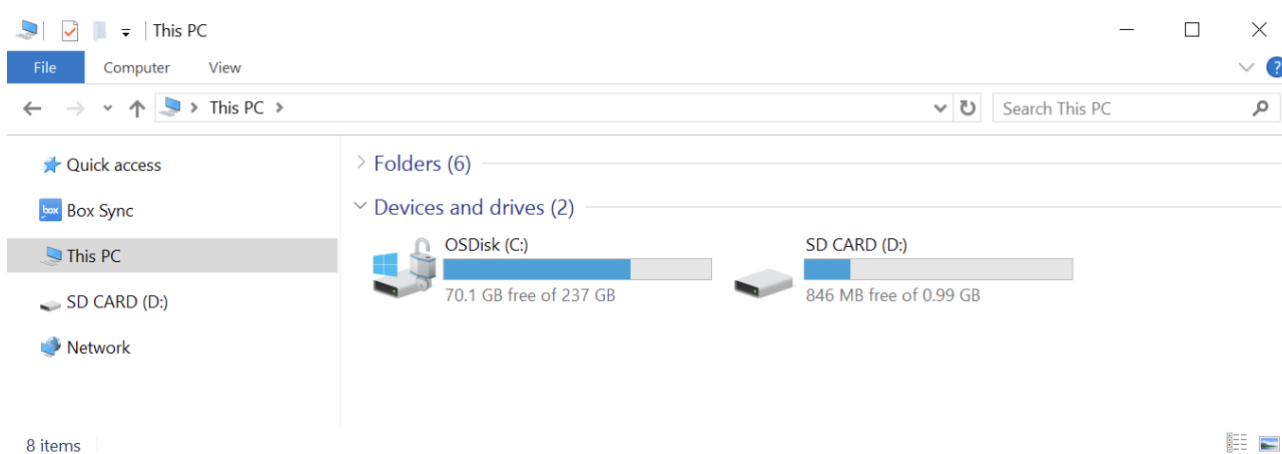 This PC
File Computer View ?
This PC Search This PC
Quick access
box Box Sync
This PC
SD CARD (D:)
Network
Folders (6)
Devices and drives (2)
OSDisk (C:)
70.1 GB free of 237 GB
SD CARD (D:)
846 MB free of 0.99 GB
8 items